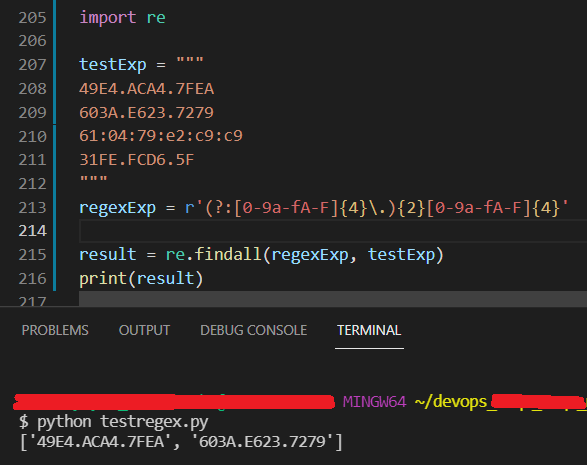 205 import re
206
207 testExp = """
208 49E4.ACA4.7FEA
209 603A.E623.7279
210 61:04:79:e2:c9:c9
211 31FE.FCD6.5F
212 """
213 regexExp = r'(?:[0-9a-fA-F]{4}\.){2}[0-9a-fA-F]{4}'
214
215 result = re.findall(regexExp, testExp)
216 print(result)
217
PROBLEMS OUTPUT DEBUG CONSOLE TERMINAL
MINGW64 ~/devops_
$ python testregex.py
['49E4.ACA4.7FEA', '603A.E623.7279']